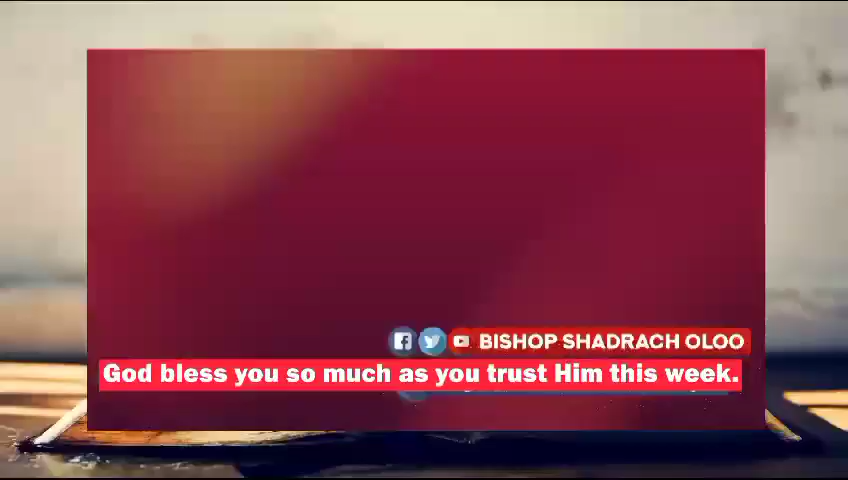 BISHOP SHADRACH OLOO
God bless you so much as you trust Him this week.